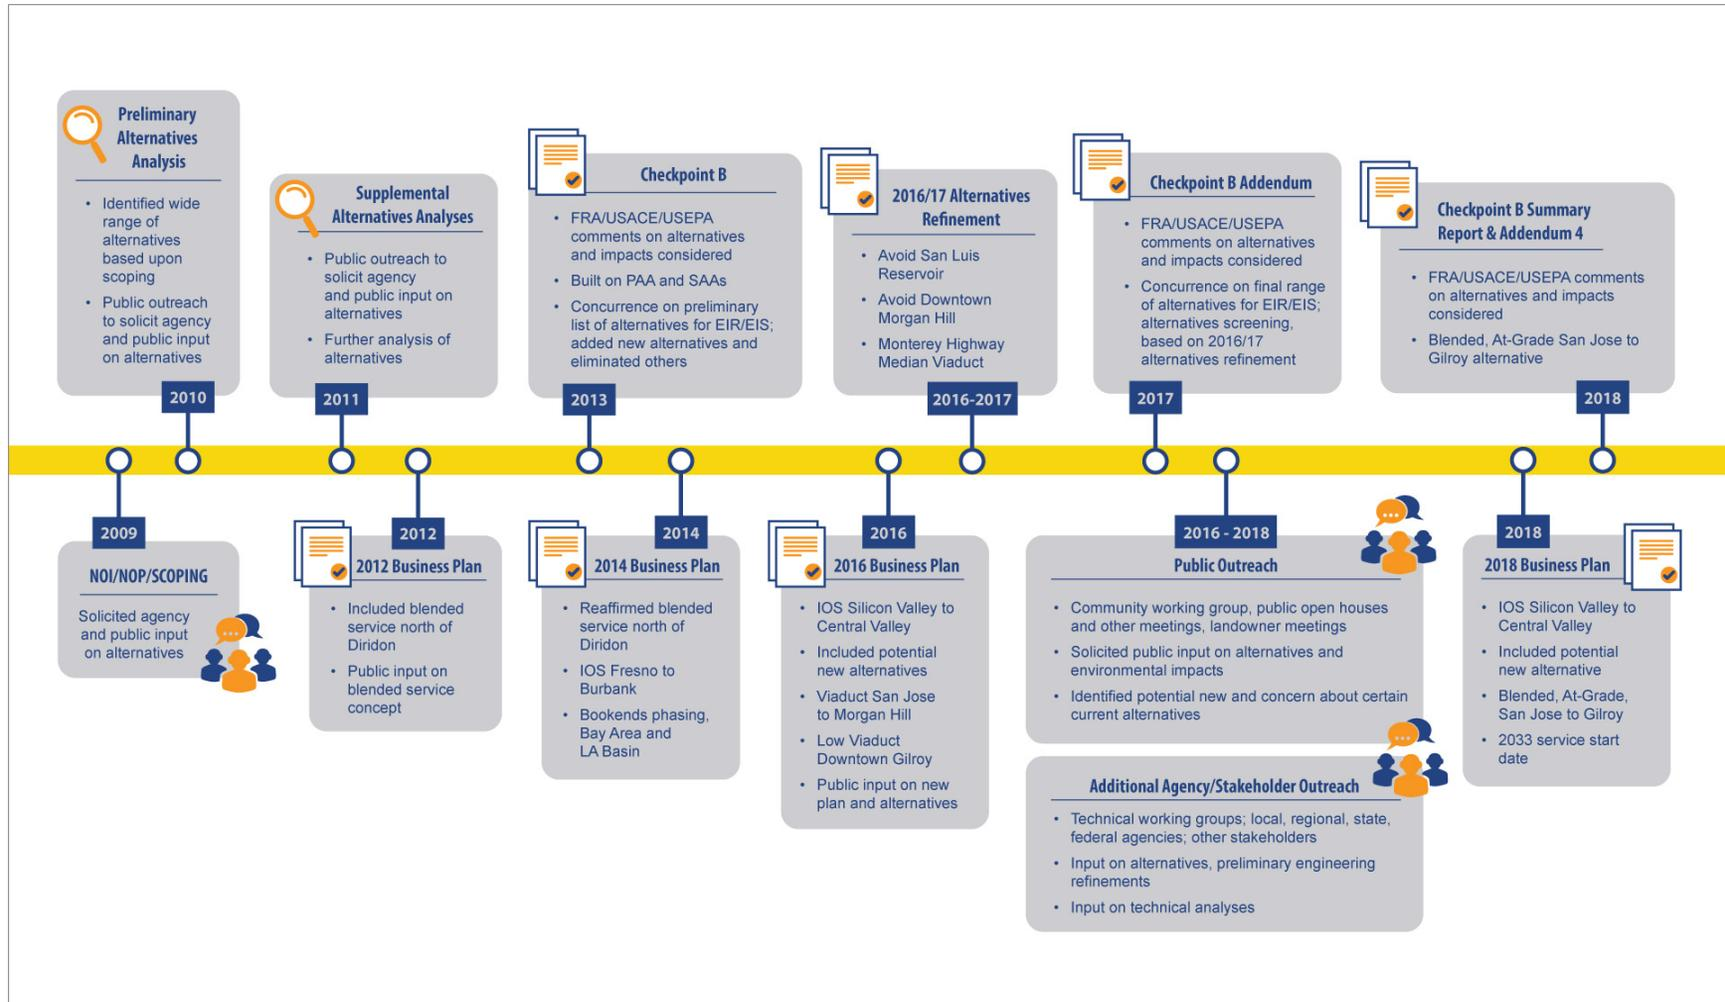 Preliminary
Alternatives
Analysis
• Identified wide
range of
alternatives
based upon
scoping
• Public outreach
to solicit agency
and public input
on alternatives
2010
Supplemental
Alternatives Analyses
• Public outreach to
solicit agency
and public input on
alternatives
• Further analysis of
alternatives
2011
Checkpoint B
• FRA/USACE/USEPA
comments on alternatives
and impacts considered
• Built on PAA and SAAs
• Concurrence on preliminary
list of alternatives for EIR/EIS;
added new alternatives and
eliminated others
2013
2016/17 Alternatives
Refinement
• Avoid San Luis
Reservoir
• Avoid Downtown
Morgan Hill
• Monterey Highway
Median Viaduct
2016-2017
Checkpoint B Addendum
• FRA/USACE/USEPA
comments on alternatives
and impacts considered
• Concurrence on final range
of alternatives for EIR/EIS;
alternatives screening,
based on 2016/17
alternatives refinement
2017
Checkpoint B Summary
Report & Addendum 4
• FRA/USACE/USEPA comments
on alternatives and impacts
considered
• Blended, At-Grade San Jose to
Gilroy alternative
2018
2009
NOI/NOP/SCOPING
Solicited agency
and public input
on alternatives
2012
2012 Business Plan
• Included blended
service north of
Diridon
• Public input on
blended service
concept
2014
2014 Business Plan
• Reaffirmed blended
service north of
Diridon
• IOS Fresno to
Burbank
• Bookends phasing,
Bay Area and
LA Basin
2016
2016 Business Plan
• IOS Silicon Valley to
Central Valley
• Included potential
new alternatives
• Viaduct San Jose
to Morgan Hill
• Low Viaduct
Downtown Gilroy
• Public input on new
plan and alternatives
2016 - 2018
Public Outreach
• Community working group, public open houses
and other meetings, landowner meetings
• Solicited public input on alternatives and
environmental impacts
• Identified potential new and concern about certain
current alternatives
Additional Agency/Stakeholder Outreach
• Technical working groups; local, regional, state,
federal agencies; other stakeholders
• Input on alternatives, preliminary engineering
refinements
• Input on technical analyses
2018
2018 Business Plan
• IOS Silicon Valley to
Central Valley
• Included potential
new alternative
• Blended, At-Grade,
San Jose to Gilroy
• 2033 service start
date